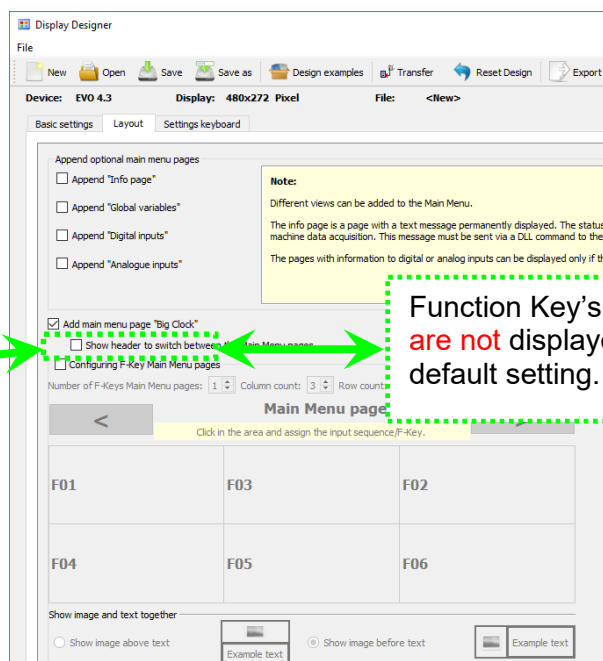 Display Designer
File
New Open Save Save as Design examples Transfer Reset Design Export
Device: EVO 4.3 Display: 480x272 Pixel File: <New>
Basic settings Layout Settings keyboard
Append optional main menu pages
Append "Info page"
Append "Global variables"
Append "Digital inputs"
Append "Analogue inputs"
Note:
Different views can be added to the Main Menu.
The info page is a page with a text message permanently displayed. The status
machine data acquisition. This message must be sent via a DLL command to the
The pages with information to digital or analog inputs can be displayed only if th
Function Key's
are not displaye
default setting.
Add main menu page "Big Clock"
Show header to switch between the Main Menu pages
Configuring F-Key Main Menu pages
Number of F-Keys Main Menu pages: 1 Column count: 3 Row count:
< Main Menu page
Click in the area and assign the input sequence/F-Key.
F01 F03 F02
F04 F05 F06
Show image and text together
Show image above text Example text Show image before text Example text